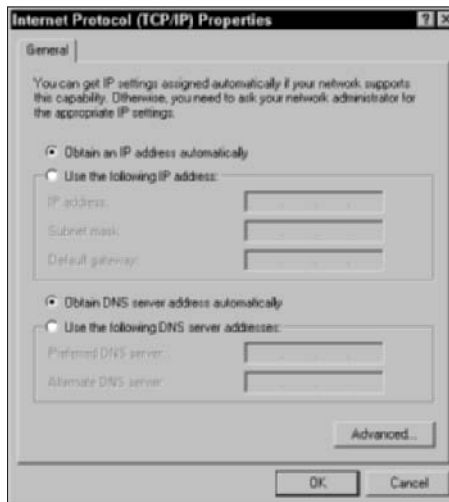 Internet Protocol (TCP/IP) Properties
General
You can get IP settings assigned automatically if your network supports
this capability. Otherwise, you need to ask your network administrator for
the appropriate IP settings.
Obtain an IP address automatically
Use the following IP address:
IP address:
Subnet mask:
Default gateway:
Obtain DNS server address automatically
Use the following DNS server addresses:
Preferred DNS server:
Alternate DNS server:
Advanced...
OK Cancel